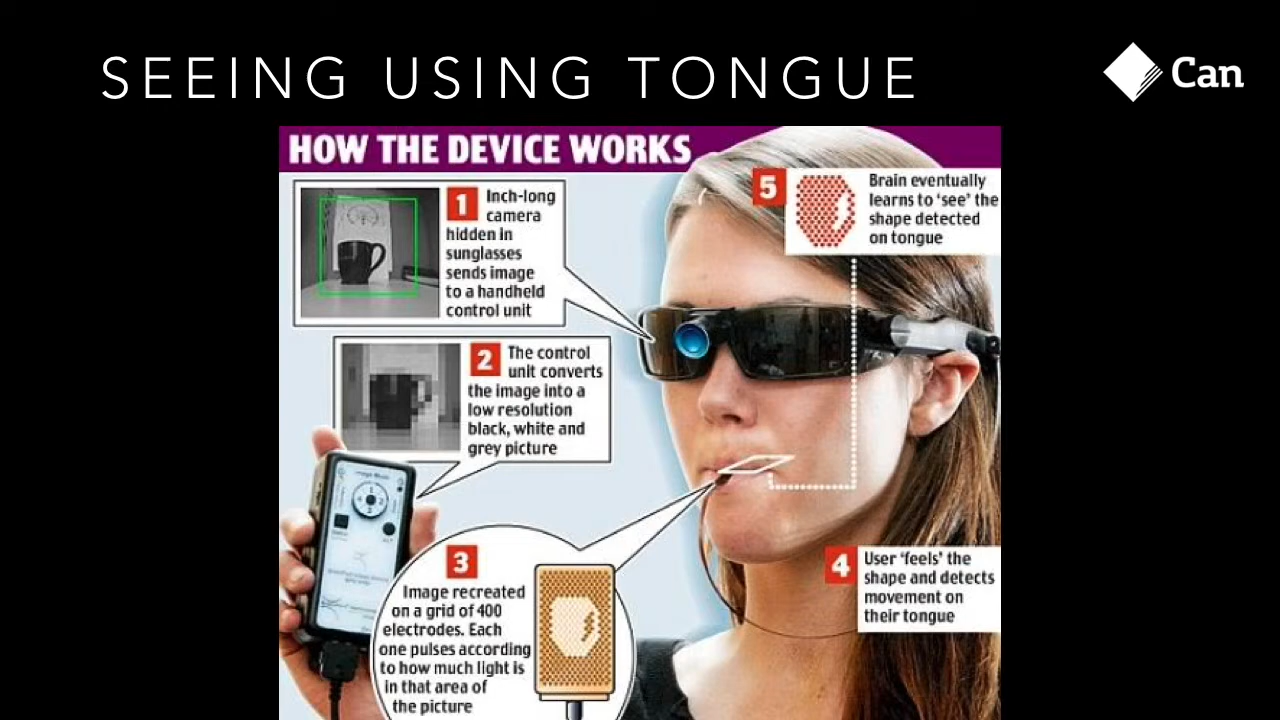 SEEING USING TONGUE
Can
HOW THE DEVICE WORKS
1 Inch-long
camera
hidden in
sunglasses
sends image
to a handheld
control unit
2 The control
unit converts
the image into a
low resolution
black, white and
grey picture
3
Image recreated
on a grid of 400
electrodes. Each
one pulses according
to how much light is
in that area of
the picture
4 User ‘feels’ the
shape and detects
movement on
their tongue
5 Brain eventually
learns to ‘see’ the
shape detected
on tongue